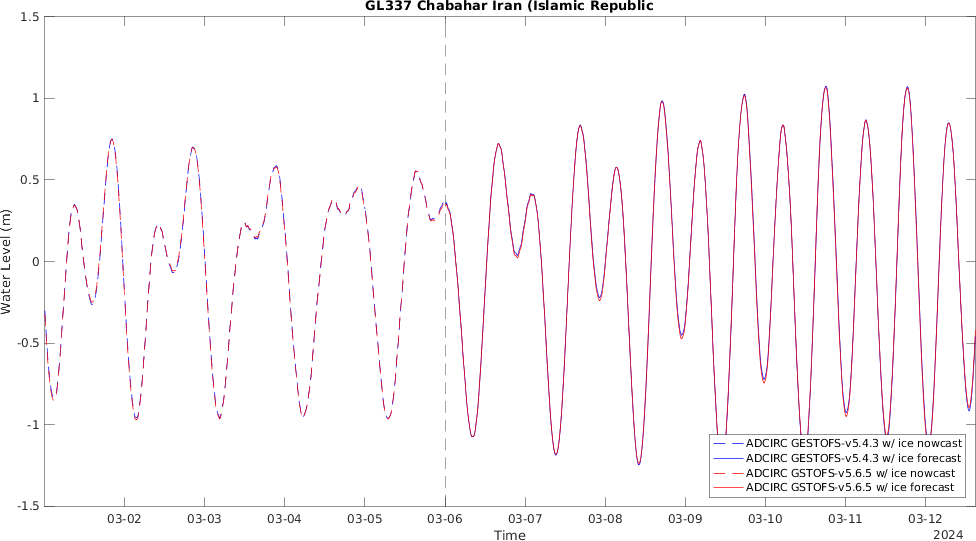 GL337 Chabahar Iran (Islamic Republic
1.5
1
0.5
0
-0.5
-1
-1.5
Water Level (m)
03-02
03-03
03-04
03-05
03-06
03-07
03-08
03-09
03-10
03-11
03-12
2024
Time
ADCIRC GESTOFS-v5.4.3 w/ ice nowcast
ADCIRC GESTOFS-v5.4.3 w/ ice forecast
ADCIRC GSTOFS-v5.6.5 w/ ice nowcast
ADCIRC GSTOFS-v5.6.5 w/ ice forecast